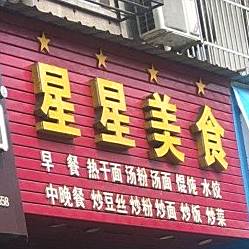 星星美食
早 餐 热干面 汤粉 汤面 馄饨 水饺
中晚餐 炒豆丝 炒粉 炒面 炒饭 炒菜